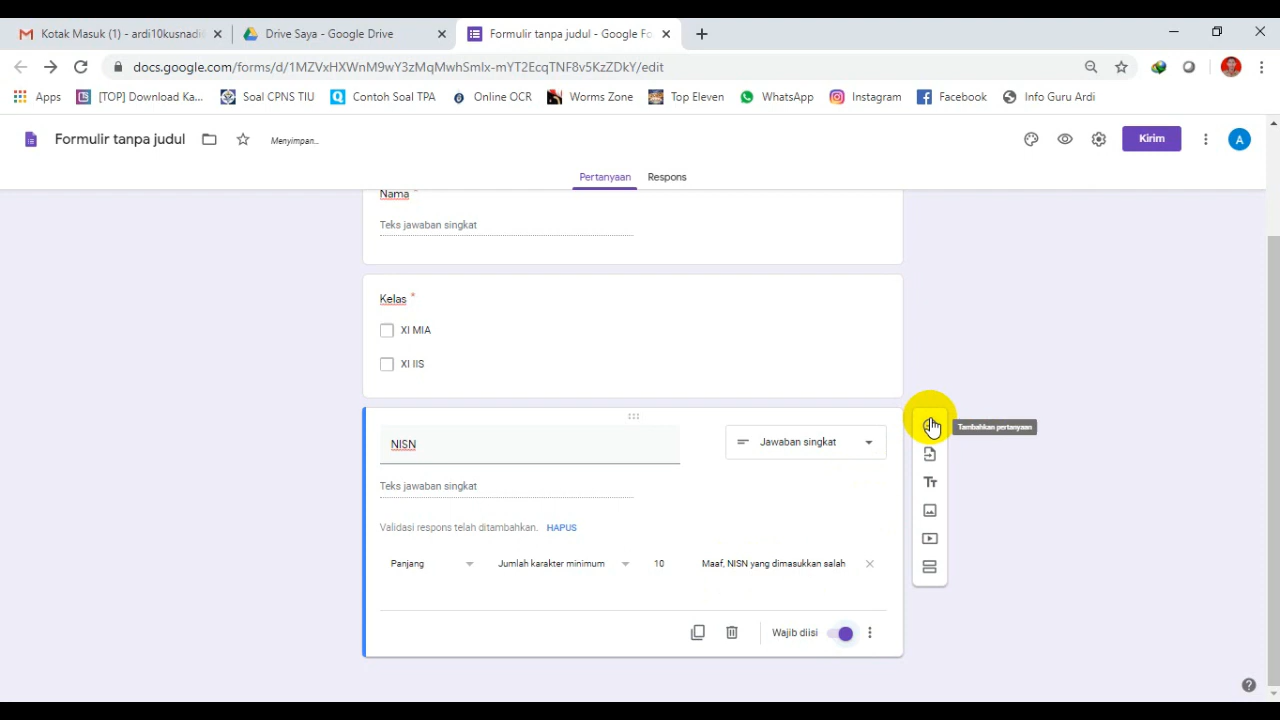 Kotak Masuk (1) - ardi10kusnadi
Drive Saya - Google Drive
Formulir tanpa judul - Google Fo
docs.google.com/forms/d/1MZVxHXWnM9wY3zMqMwhSmIx-mYT2EcqTNF8v5KzZDkY/edit
Apps
[TOP] Download Ka...
Soal CPNS TIU
Contoh Soal TPA
Online OCR
Worms Zone
Top Eleven
WhatsApp
Instagram
Facebook
Info Guru Ardi
Formulir tanpa judul
Menyimpan...
Kirim
A
Pertanyaan
Respons
Nama *
Teks jawaban singkat
Kelas *
XI MIA
XI IIS
NISN
Jawaban singkat
Tambahkan pertanyaan
Teks jawaban singkat
Validasi respons telah ditambahkan. HAPUS
Panjang
Jumlah karakter minimum
10
Maaf, NISN yang dimasukkan salah
Wajib diisi